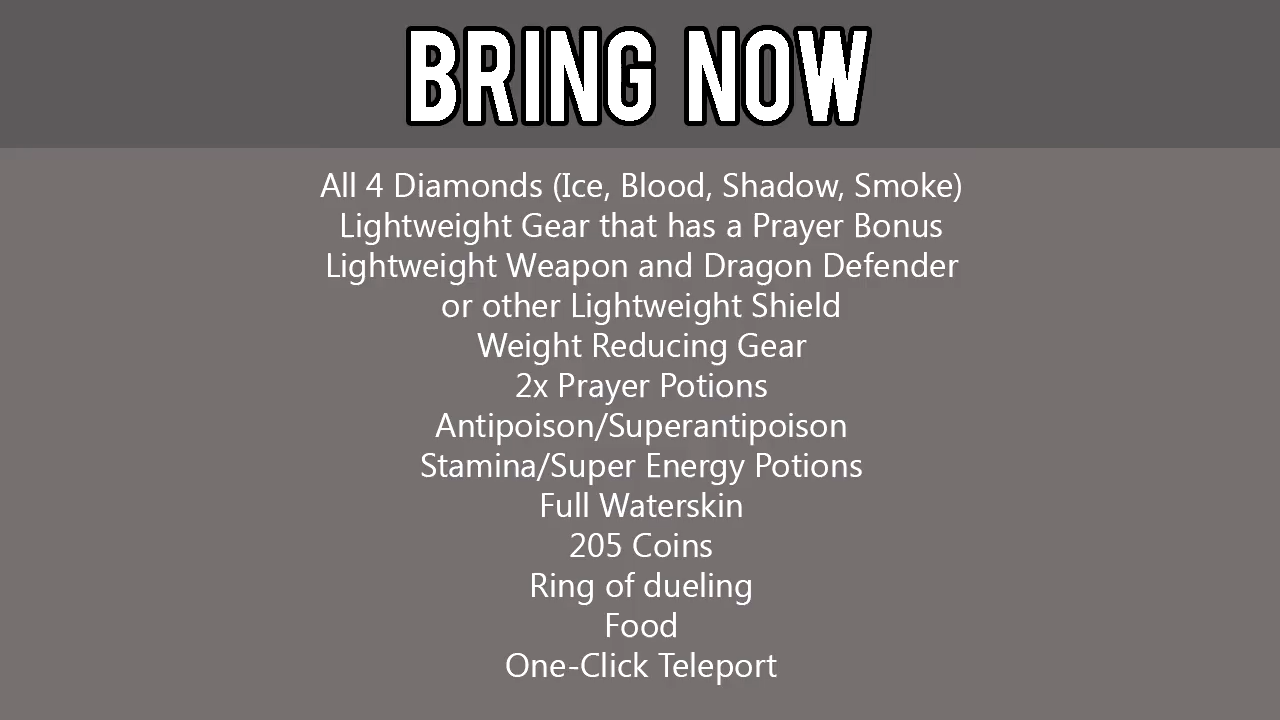 BRING NOW
All 4 Diamonds (Ice, Blood, Shadow, Smoke)
Lightweight Gear that has a Prayer Bonus
Lightweight Weapon and Dragon Defender
or other Lightweight Shield
Weight Reducing Gear
2x Prayer Potions
Antipoison/Superantipoison
Stamina/Super Energy Potions
Full Waterskin
205 Coins
Ring of dueling
Food
One-Click Teleport